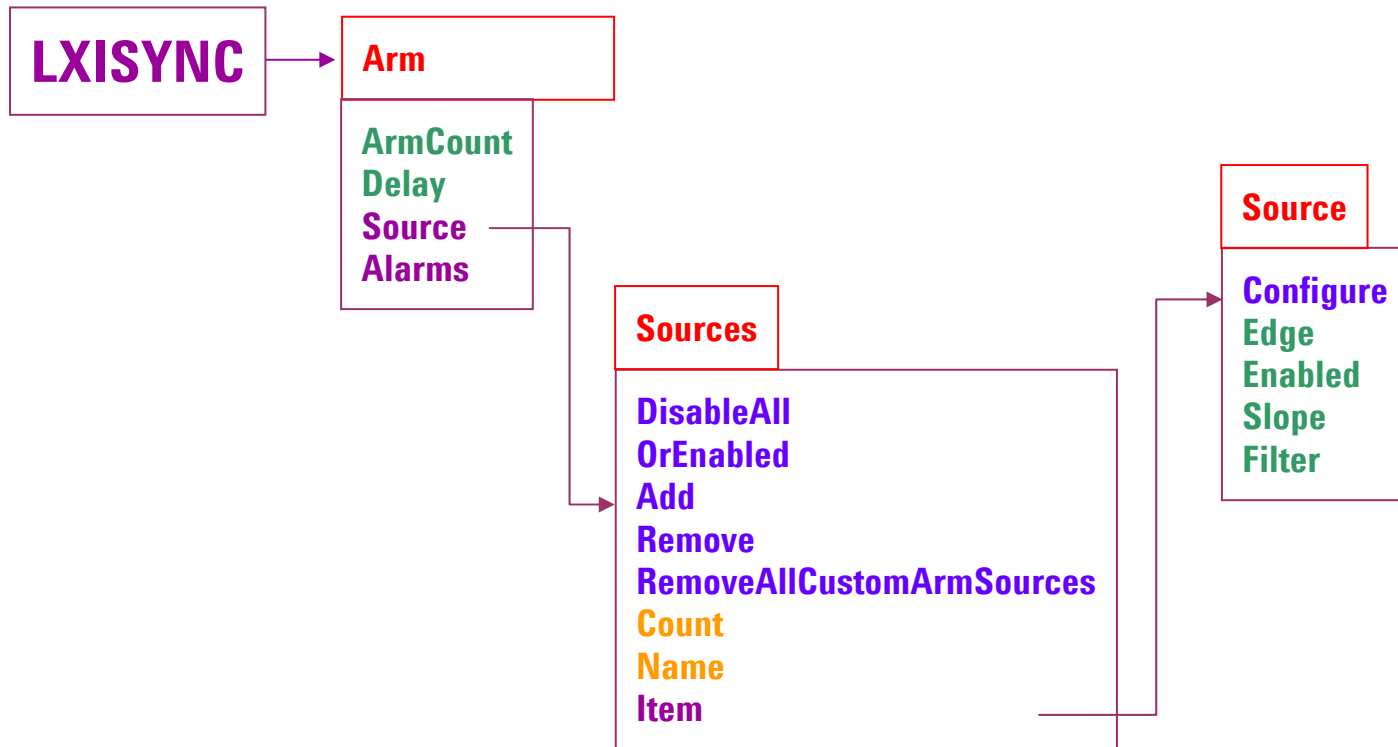 LXISYNC
Arm
ArmCount
Delay
Source
Alarms
Sources
DisableAll
OrEnabled
Add
Remove
RemoveAllCustomArmSources
Count
Name
Item
Source
Configure
Edge
Enabled
Slope
Filter